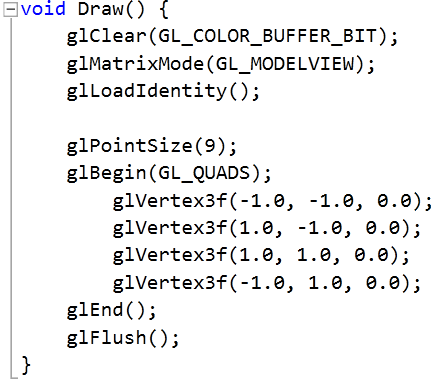 void Draw() {
    glClear(GL_COLOR_BUFFER_BIT);
    glMatrixMode(GL_MODELVIEW);
    glLoadIdentity();

    glPointSize(9);
    glBegin(GL_QUADS);
        glVertex3f(-1.0, -1.0, 0.0);
        glVertex3f(1.0, -1.0, 0.0);
        glVertex3f(1.0, 1.0, 0.0);
        glVertex3f(-1.0, 1.0, 0.0);
    glEnd();
    glFlush();
}